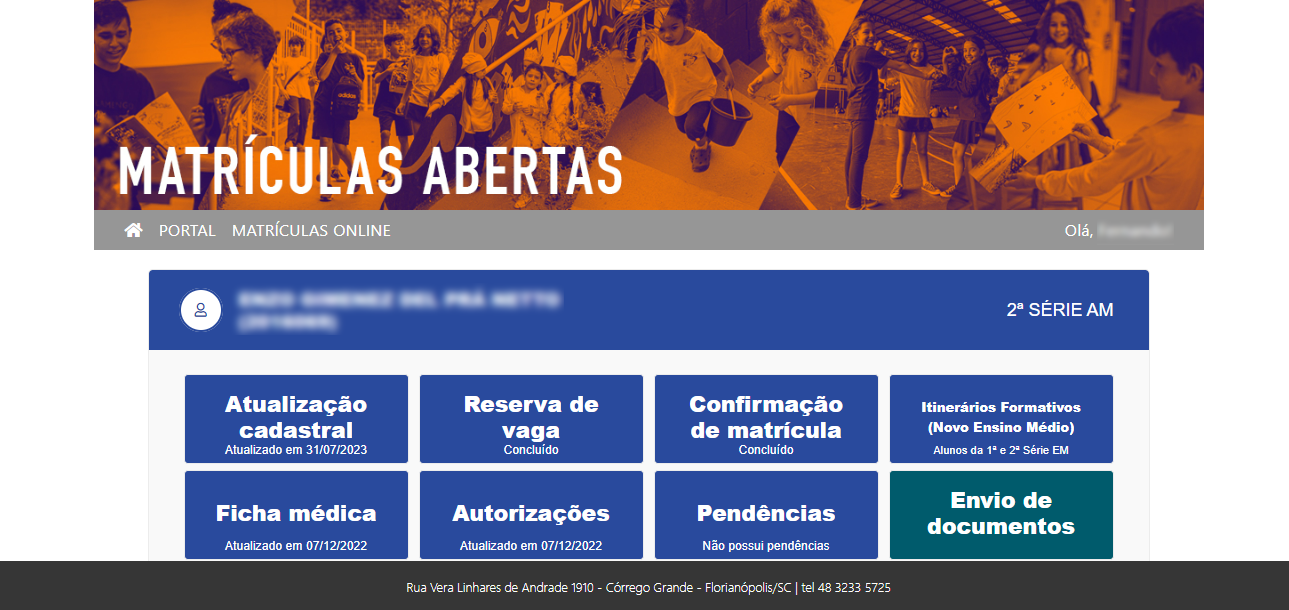 MATRÍCULAS ABERTAS
PORTAL MATRÍCULAS ONLINE Olá,
2ª SÉRIE AM
Atualização
cadastral
Atualizado em 31/07/2023
Reserva de
vaga
Concluído
Confirmação
de matrícula
Concluído
Itinerários Formativos
(Novo Ensino Médio)
Alunos da 1ª e 2ª Série EM
Ficha médica
Atualizado em 07/12/2022
Autorizações
Atualizado em 07/12/2022
Pendências
Não possui pendências
Envio de
documentos
Rua Vera Linhares de Andrade 1910 - Córrego Grande - Florianópolis/SC | tel 48 3233 5725